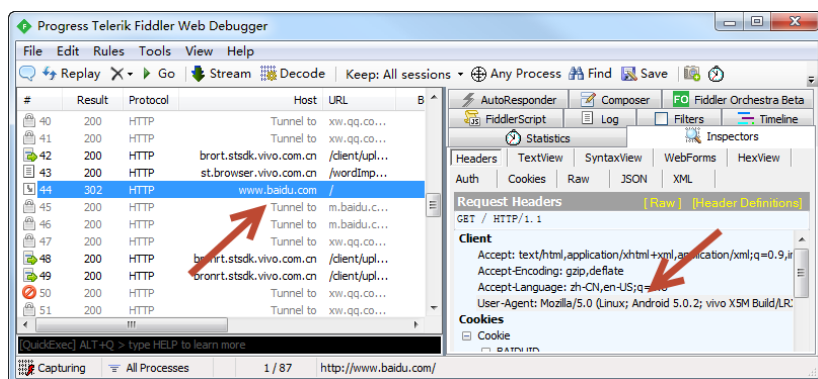 Progress Telerik Fiddler Web Debugger
File Edit Rules Tools View Help
Replay Go Stream Decode Keep: All sessions Any Process Find Save
# Result Protocol Host URL B
40 200 HTTP Tunnel to xw.qq.co...
41 200 HTTP Tunnel to xw.qq.co...
42 200 HTTP brort.stsdk.vivo.com.cn /client/upl...
43 200 HTTP st.browser.vivo.com.cn /wordImp...
44 302 HTTP www.baidu.com /
45 200 HTTP Tunnel to m.baidu.c...
46 200 HTTP Tunnel to m.baidu.c...
47 200 HTTP Tunnel to xw.qq.co...
48 200 HTTP bronrt.stsdk.vivo.com.cn /client/upl...
49 200 HTTP bronrt.stsdk.vivo.com.cn /client/upl...
50 200 HTTP Tunnel to xw.qq.co...
51 200 HTTP Tunnel to xw.qq.co...
[QuickExec] ALT+Q > type HELP to learn more
Capturing All Processes 1 / 87 http://www.baidu.com/
AutoResponder Composer FO Fiddler Orchestra Beta
FiddlerScript Log Filters Timeline
Statistics Inspectors
Headers TextView SyntaxView WebForms HexView
Auth Cookies Raw JSON XML
Request Headers [ Raw ] [Header Definitions]
GET / HTTP/1.1
Client
Accept: text/html,application/xhtml+xml,application/xml;q=0.9,i
Accept-Encoding: gzip,deflate
Accept-Language: zh-CN,en-US;q=
User-Agent: Mozilla/5.0 (Linux; Android 5.0.2; vivo X5M Build/LR
Cookies
Cookie
BAIDUID